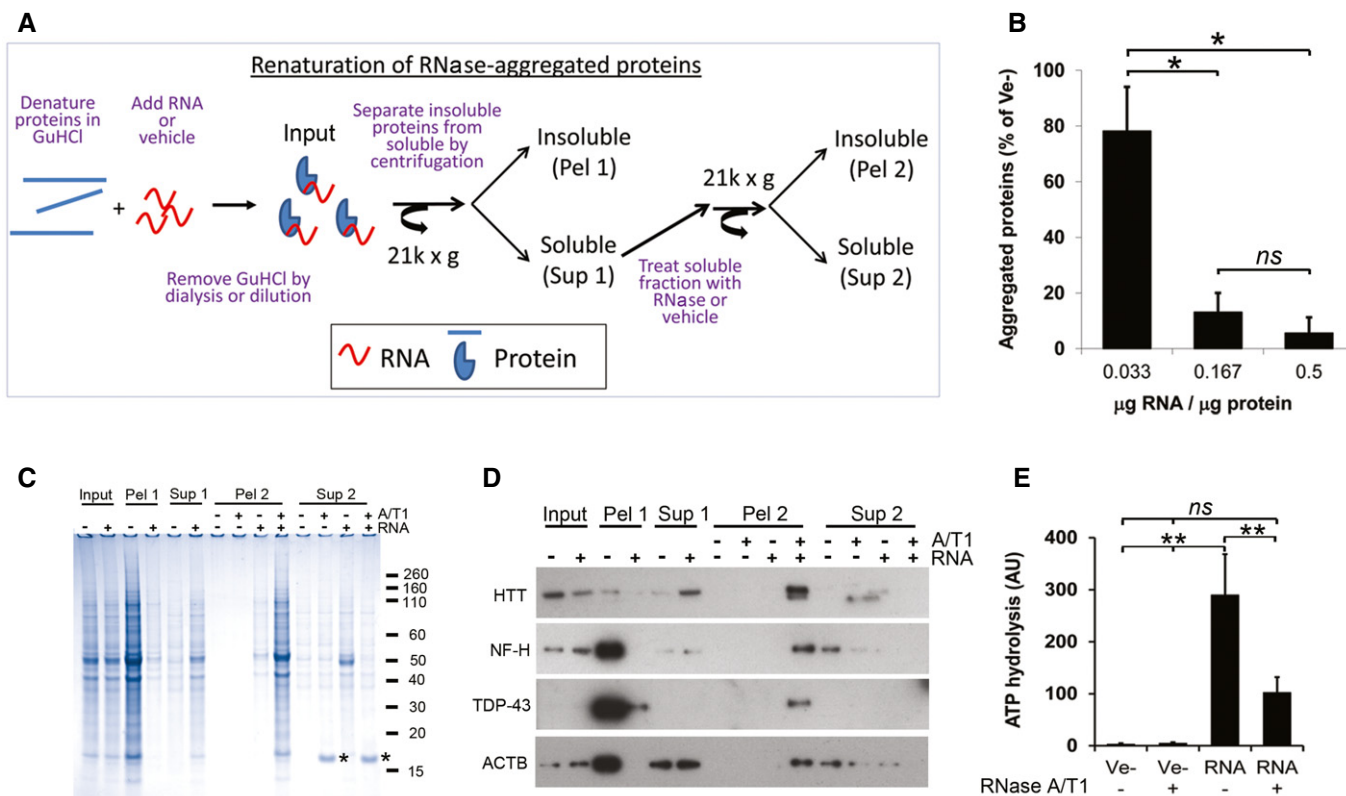 A
Renaturation of RNase-aggregated proteins
Denature
proteins in
GuHCl
Add RNA
or
vehicle
+
Input
Separate insoluble
proteins from
soluble by
centrifugation
Remove GuHCl by
dialysis or dilution
21k x g
Insoluble
(Pel 1)
Soluble
(Sup 1)
Treat soluble
fraction with
RNase or
vehicle
21k x g
Insoluble
(Pel 2)
Soluble
(Sup 2)
RNA
Protein
B
Aggregated proteins (% of Ve-)
100
80
60
40
20
0
*
*
ns
0.033 0.167 0.5
µg RNA / µg protein
C
Input Pel 1 Sup 1 Pel 2 Sup 2
- + - + - + - + A/T1
- + - + - + - - + + - - + + RNA
260
160
110
60
50
40
30
20
15
* *
D
Input Pel 1 Sup 1 Pel 2 Sup 2
- + - + - + - + A/T1
- + - + - + - - + + - - + + RNA
HTT
NF-H
TDP-43
ACTB
E
ATP hydrolysis (AU)
400
300
200
100
0
ns
** **
Ve- Ve- RNA RNA
RNase A/T1 - + - +